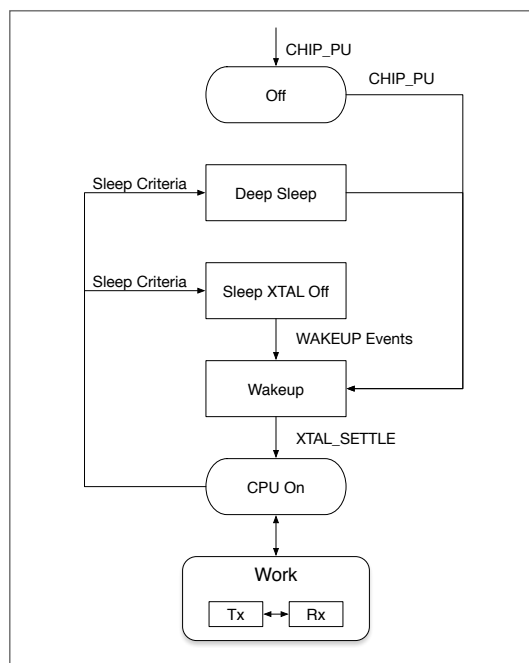 CHIP_PU
CHIP_PU
Off
Sleep Criteria
Deep Sleep
Sleep Criteria
Sleep XTAL Off
WAKEUP Events
Wakeup
XTAL_SETTLE
CPU On
Work
Tx
Rx